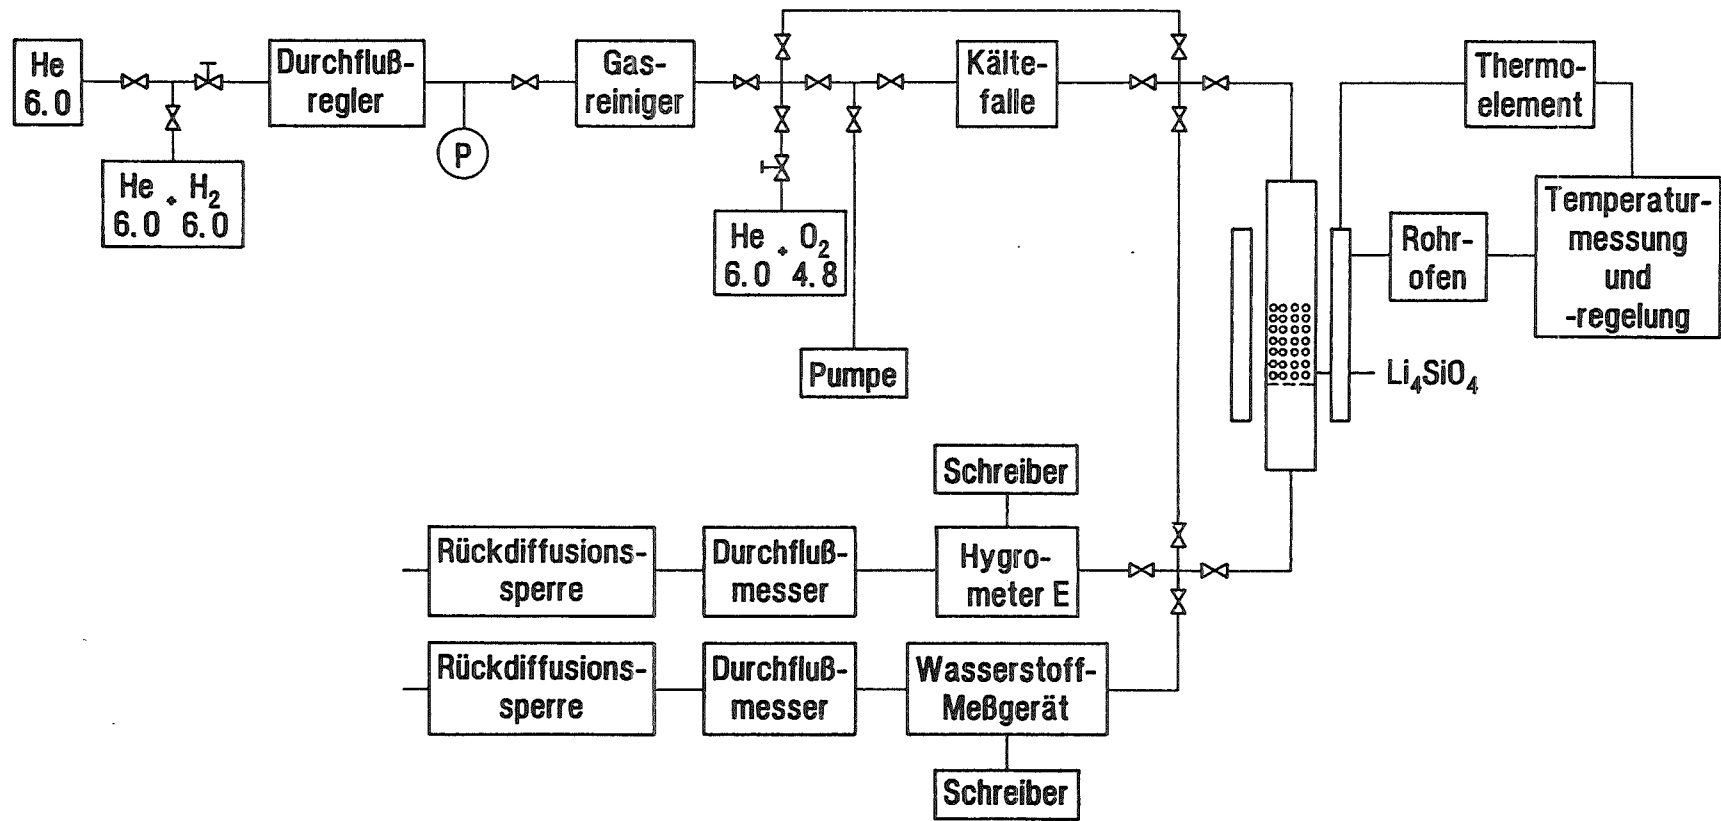 He
6.0
Durchfluß-
regler
Gas-
reiniger
Kälte-
falle
Thermo-
element
P
He + H₂
6.0 6.0
He + O₂
6.0 4.8
Temperatur-
messung
und
-regelung
Rohr-
ofen
Pumpe
Li₄SiO₄
Schreiber
Rückdiffusions-
sperre
Durchfluß-
messer
Hygro-
meter E
Rückdiffusions-
sperre
Durchfluß-
messer
Wasserstoff-
Meßgerät
Schreiber